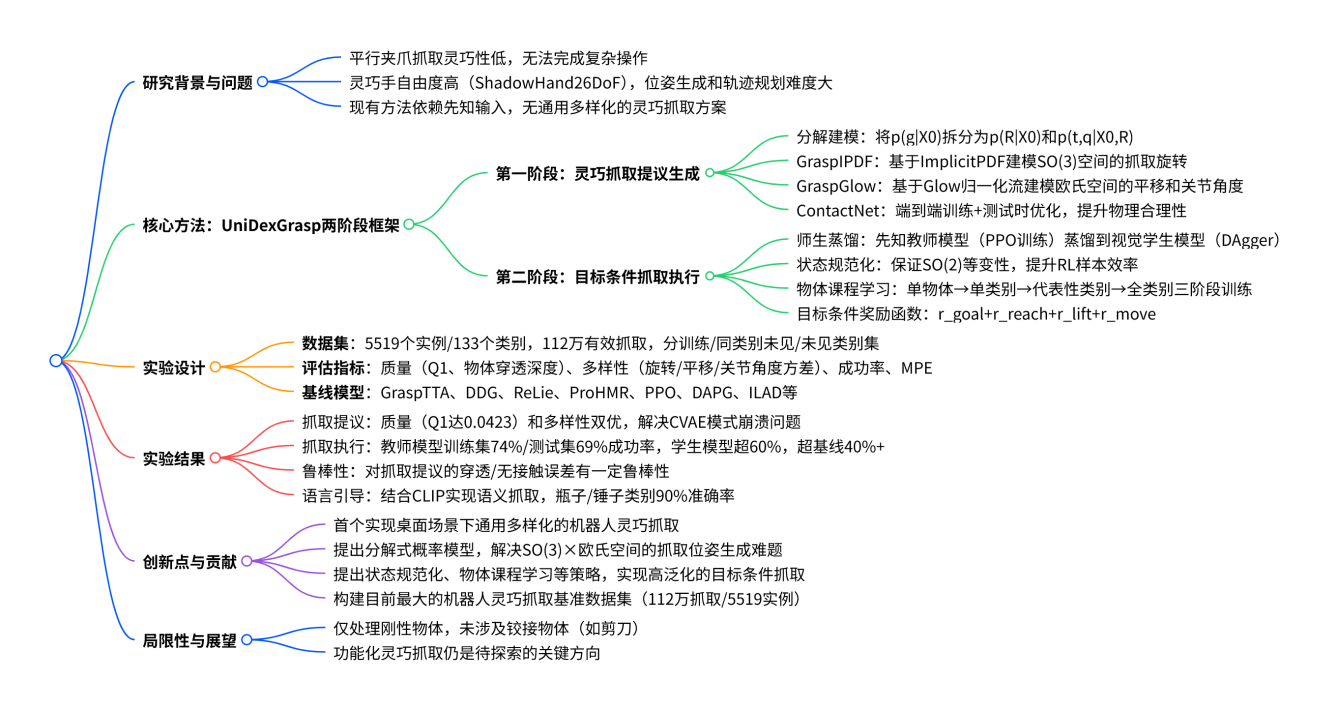 研究背景与问题
平行夹爪抓取灵巧性低，无法完成复杂操作
灵巧手自由度高（ShadowHand26DoF），位姿生成和轨迹规划难度大
现有方法依赖先知输入，无通用多样化的灵巧抓取方案
核心方法：UniDexGrasp两阶段框架
第一阶段：灵巧抓取提议生成
分解建模：将p(g|X0)拆分为p(R|X0)和p(t,q|X0,R)
GraspIPDF：基于ImplicitPDF建模SO(3)空间的抓取旋转
GraspGlow：基于Glow归一化流建模欧氏空间的平移和关节角度
ContactNet：端到端训练+测试时优化，提升物理合理性
第二阶段：目标条件抓取执行
师生蒸馏：先知教师模型（PPO训练）蒸馏到视觉学生模型（DAgger）
状态规范化：保证SO(2)等变性，提升RL样本效率
物体课程学习：单物体→单类别→代表性类别→全类别三阶段训练
目标条件奖励函数：r_goal+r_reach+r_lift+r_move
实验设计
数据集：5519个实例/133个类别，112万有效抓取，分训练/同类别未见/未见类别集
评估指标：质量（Q1、物体穿透深度）、多样性（旋转/平移/关节角度方差）、成功率、MPE
基线模型：GraspTTA、DDG、ReLie、ProHMR、PPO、DAPG、ILAD等
实验结果
抓取提议：质量（Q1达0.0423）和多样性双优，解决CVAE模式崩溃问题
抓取执行：教师模型训练集74%/测试集69%成功率，学生模型超60%，超基线40%+
鲁棒性：对抓取提议的穿透/无接触误差有一定鲁棒性
语言引导：结合CLIP实现语义抓取，瓶子/锤子类别90%准确率
创新点与贡献
首个实现桌面场景下通用多样化的机器人灵巧抓取
提出分解式概率模型，解决SO(3)×欧氏空间的抓取位姿生成难题
提出状态规范化、物体课程学习等策略，实现高泛化的目标条件抓取
构建目前最大的机器人灵巧抓取基准数据集（112万抓取/5519实例）
局限性与展望
仅处理刚性物体，未涉及铰接物体（如剪刀）
功能化灵巧抓取仍是待探索的关键方向